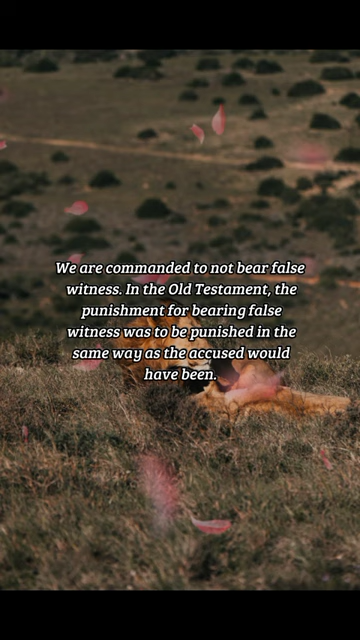 We are commanded to not bear false
witness. In the Old Testament, the
punishment for bearing false
witness was to be punished in the
same way as the accused would
have been.